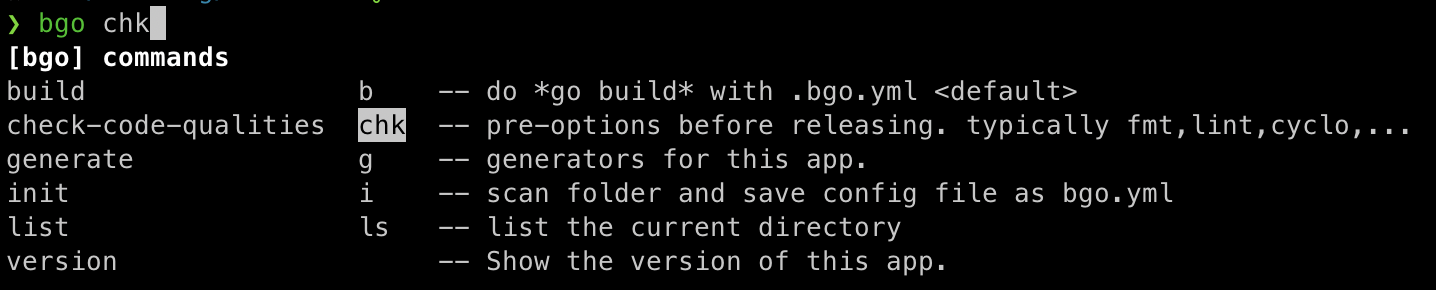 ❯ bgo chk
[bgo] commands
build                 b    -- do *go build* with .bgo.yml <default>
check-code-qualities  chk  -- pre-options before releasing. typically fmt,lint,cyclo,...
generate              g    -- generators for this app.
init                  i    -- scan folder and save config file as bgo.yml
list                  ls   -- list the current directory
version                    -- Show the version of this app.